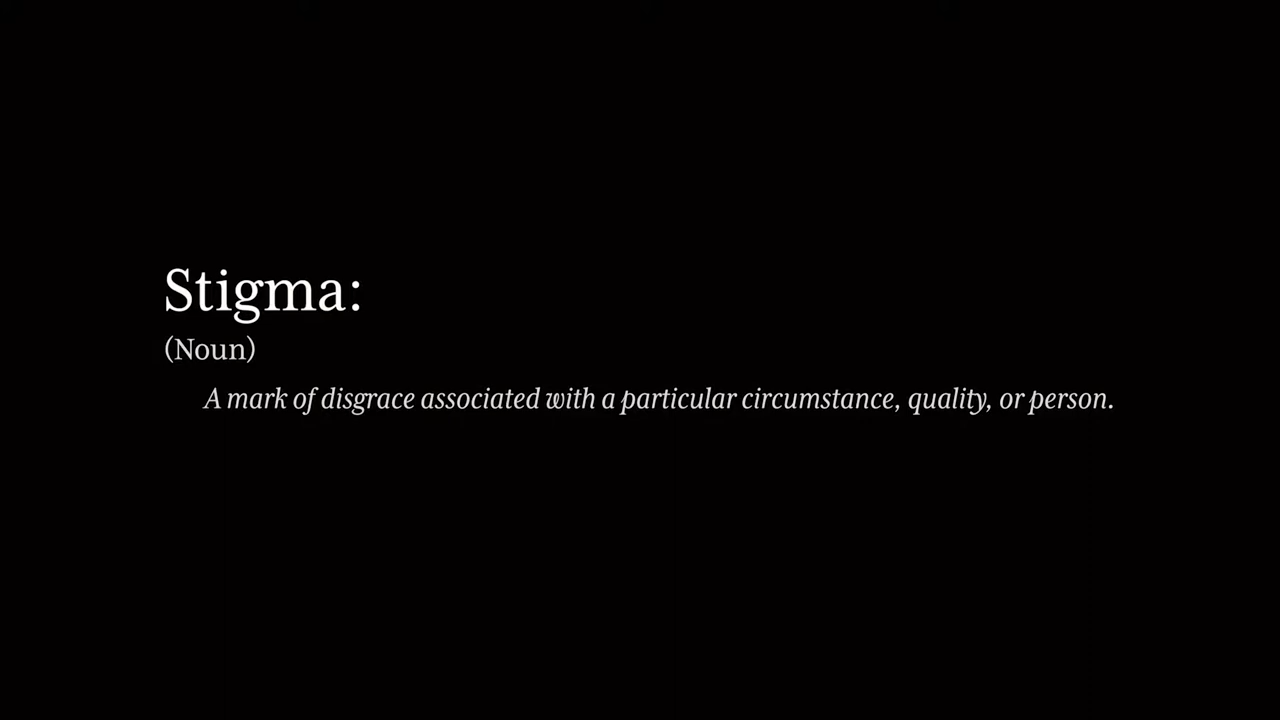 Stigma:
(Noun)
A mark of disgrace associated with a particular circumstance, quality, or person.